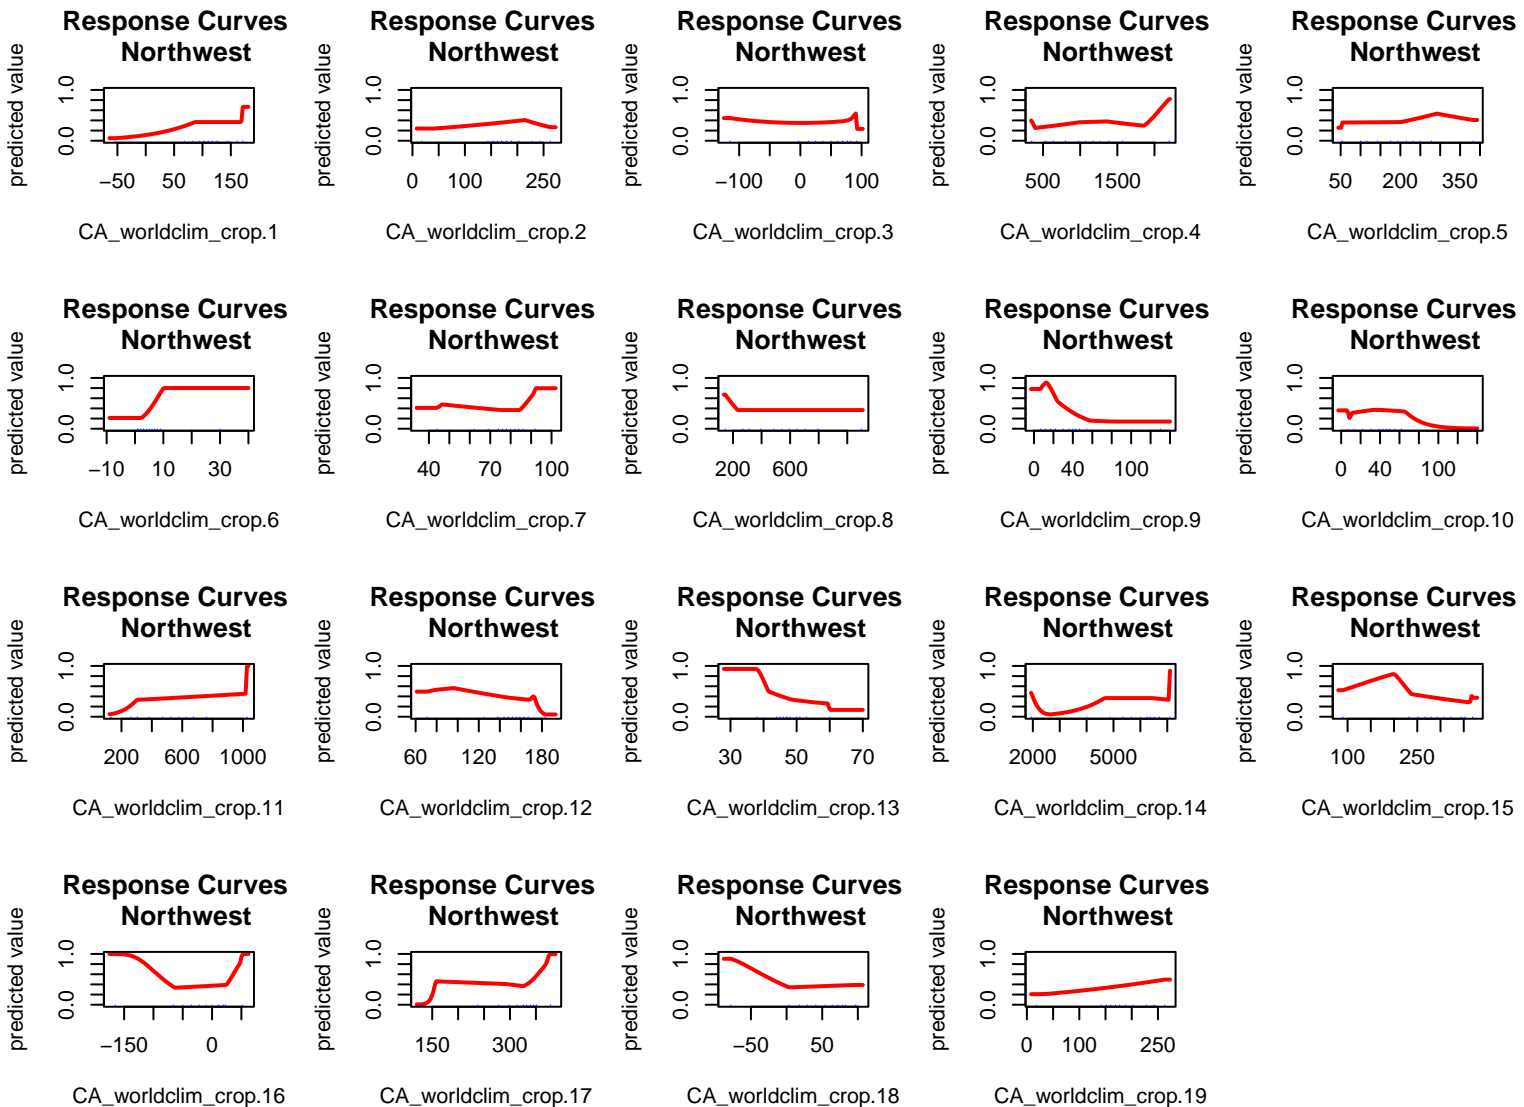 Response Curves
Northwest
predicted value
0.0 1.0
−50 50 150
CA_worldclim_crop.1
Response Curves
Northwest
predicted value
0.0 1.0
0 100 250
CA_worldclim_crop.2
Response Curves
Northwest
predicted value
0.0 1.0
−100 0 100
CA_worldclim_crop.3
Response Curves
Northwest
predicted value
0.0 1.0
500 1500
CA_worldclim_crop.4
Response Curves
Northwest
predicted value
0.0 1.0
50 200 350
CA_worldclim_crop.5
Response Curves
Northwest
predicted value
0.0 1.0
−10 10 30
CA_worldclim_crop.6
Response Curves
Northwest
predicted value
0.0 1.0
40 70 100
CA_worldclim_crop.7
Response Curves
Northwest
predicted value
0.0 1.0
200 600
CA_worldclim_crop.8
Response Curves
Northwest
predicted value
0.0 1.0
0 40 100
CA_worldclim_crop.9
Response Curves
Northwest
predicted value
0.0 1.0
0 40 100
CA_worldclim_crop.10
Response Curves
Northwest
predicted value
0.0 1.0
200 600 1000
CA_worldclim_crop.11
Response Curves
Northwest
predicted value
0.0 1.0
60 120 180
CA_worldclim_crop.12
Response Curves
Northwest
predicted value
0.0 1.0
30 50 70
CA_worldclim_crop.13
Response Curves
Northwest
predicted value
0.0 1.0
2000 5000
CA_worldclim_crop.14
Response Curves
Northwest
predicted value
0.0 1.0
100 250
CA_worldclim_crop.15
Response Curves
Northwest
predicted value
0.0 1.0
−150 0
CA_worldclim_crop.16
Response Curves
Northwest
predicted value
0.0 1.0
150 300
CA_worldclim_crop.17
Response Curves
Northwest
predicted value
0.0 1.0
−50 50
CA_worldclim_crop.18
Response Curves
Northwest
predicted value
0.0 1.0
0 100 250
CA_worldclim_crop.19